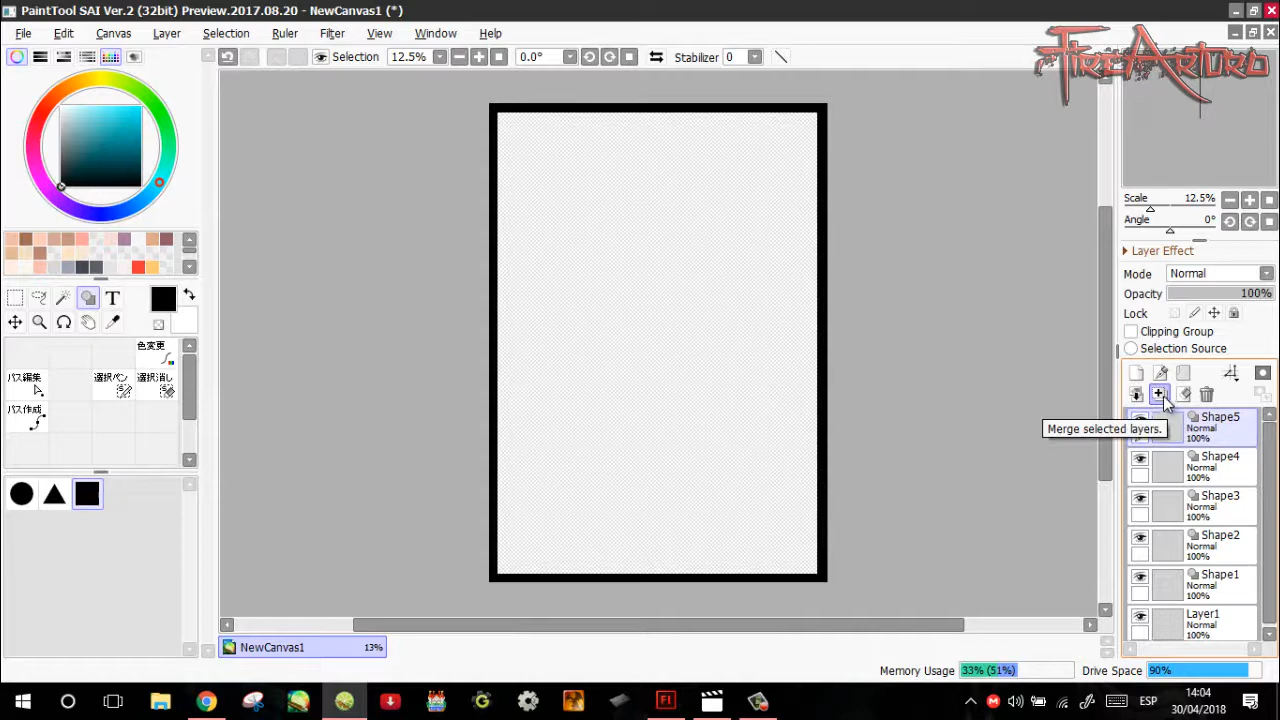 PaintTool SAI Ver.2 (32bit) Preview.2017.08.20 - NewCanvas1 (*)
File Edit Canvas Layer Selection Ruler Filter View Window Help
FireArturo
Selection 12.5% 0.0° Stabilizer 0
Scale 12.5%
Angle 0°
Layer Effect
Mode Normal
Opacity 100%
Lock
Clipping Group
Selection Source
T
色変更
パス編集 選択ペン 選択消し
パス作成
Merge selected layers.
Shape5
Normal
100%
Shape4
Normal
100%
Shape3
Normal
100%
Shape2
Normal
100%
Shape1
Normal
100%
Layer1
Normal
100%
NewCanvas1 13%
Memory Usage 33% (51%) Drive Space 90%
ESP
14:04
30/04/2018